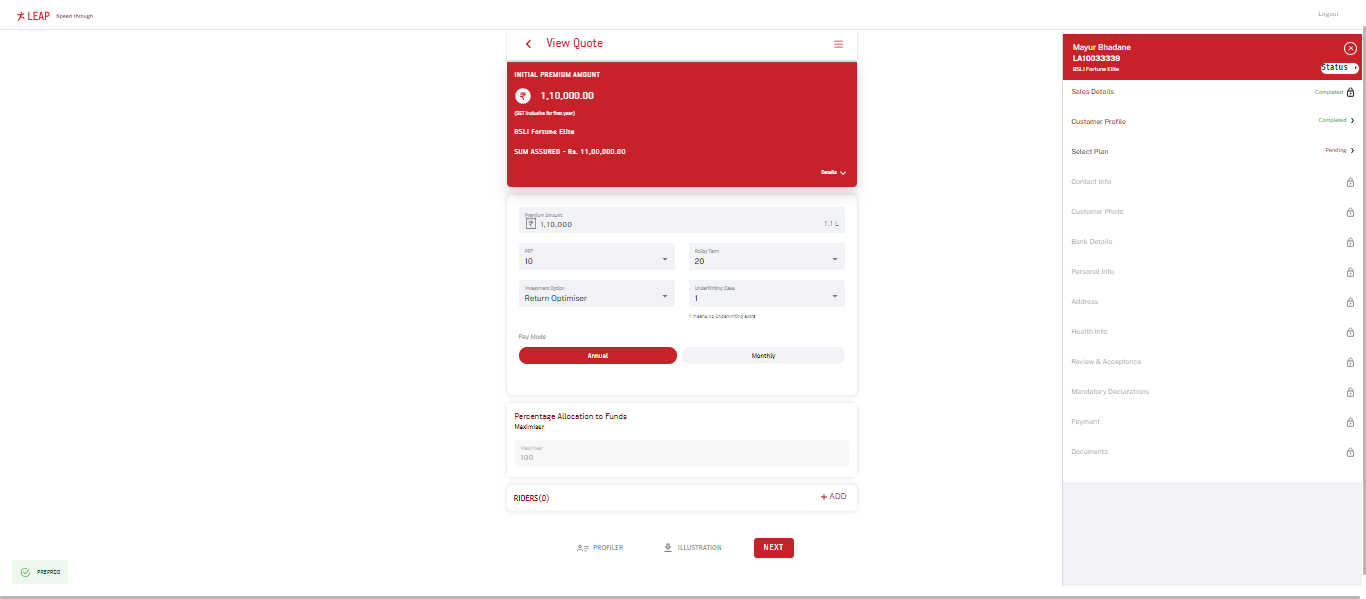 LEAP Speed through
Logout
View Quote
INITIAL PREMIUM AMOUNT
₹ 1,10,000.00
(GST inclusive for first year)
BSLI Fortune Elite
SUM ASSURED - Rs. 11,00,000.00
Details
Premium Amount
₹ 1,10,000 1.1 L
PPT
10
Policy Term
20
Investment Option
Return Optimiser
UnderWriting Class
1
1 means no Underwriting extra
Pay Mode
Annual Monthly
Percentage Allocation to Funds
Maximiser
Maximiser
100
RIDERS(0) + ADD
PROFILER ILLUSTRATION NEXT
PREPROD
Mayur Bhadane
LA10033339
BSLI Fortune Elite
Status
Sales Details Completed
Customer Profile Completed
Select Plan Pending
Contact Info
Customer Photo
Bank Details
Personal Info
Address
Health Info
Review & Acceptance
Mandatory Declarations
Payment
Documents